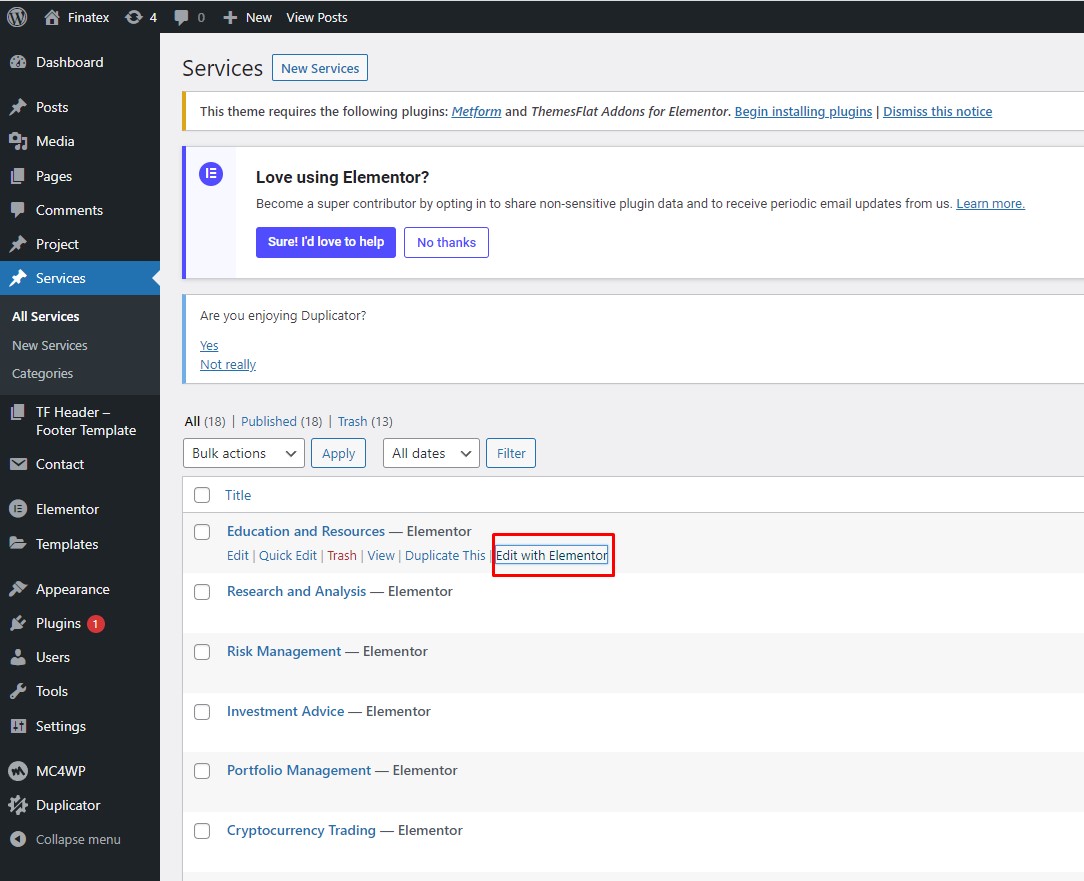 Finatex 4 0 New View Posts
Dashboard
Posts
Media
Pages
Comments
Project
Services
All Services
New Services
Categories
TF Header –
Footer Template
Contact
Elementor
Templates
Appearance
Plugins 1
Users
Tools
Settings
MC4WP
Duplicator
Collapse menu
Services New Services
This theme requires the following plugins: Metform and ThemesFlat Addons for Elementor. Begin installing plugins | Dismiss this notice
Love using Elementor?
Become a super contributor by opting in to share non-sensitive plugin data and to receive periodic email updates from us. Learn more.
Sure! I'd love to help No thanks
Are you enjoying Duplicator?
Yes
Not really
All (18) | Published (18) | Trash (13)
Bulk actions Apply All dates Filter
Title
Education and Resources — Elementor
Edit | Quick Edit | Trash | View | Duplicate This | Edit with Elementor
Research and Analysis — Elementor
Risk Management — Elementor
Investment Advice — Elementor
Portfolio Management — Elementor
Cryptocurrency Trading — Elementor